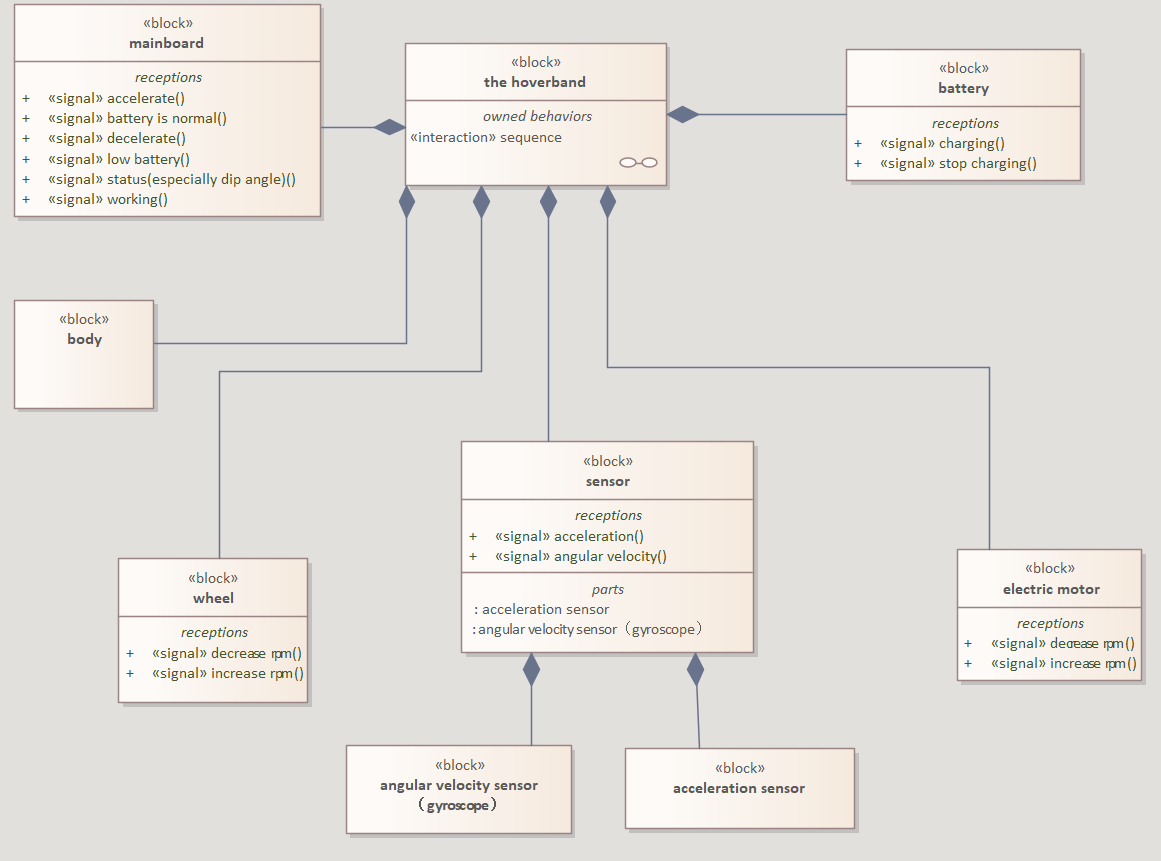 «block»
mainboard
receptions
+ «signal» accelerate()
+ «signal» battery is normal()
+ «signal» decelerate()
+ «signal» low battery()
+ «signal» status(especially dip angle)()
+ «signal» working()
«block»
the hoverband
owned behaviors
«interaction» sequence
«block»
battery
receptions
+ «signal» charging()
+ «signal» stop charging()
«block»
body
«block»
sensor
receptions
+ «signal» acceleration()
+ «signal» angular velocity()
parts
: acceleration sensor
: angular velocity sensor（gyroscope）
«block»
wheel
receptions
+ «signal» decrease rpm()
+ «signal» increase rpm()
«block»
electric motor
receptions
+ «signal» decrease rpm()
+ «signal» increase rpm()
«block»
angular velocity sensor
（gyroscope）
«block»
acceleration sensor